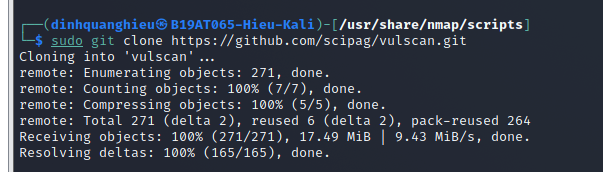 ┌──(dinhquanghieu㉿B19AT065-Hieu-Kali)-[/usr/share/nmap/scripts]
└─$ sudo git clone https://github.com/scipag/vulscan.git
Cloning into 'vulscan'...
remote: Enumerating objects: 271, done.
remote: Counting objects: 100% (7/7), done.
remote: Compressing objects: 100% (5/5), done.
remote: Total 271 (delta 2), reused 6 (delta 2), pack-reused 264
Receiving objects: 100% (271/271), 17.49 MiB | 9.43 MiB/s, done.
Resolving deltas: 100% (165/165), done.